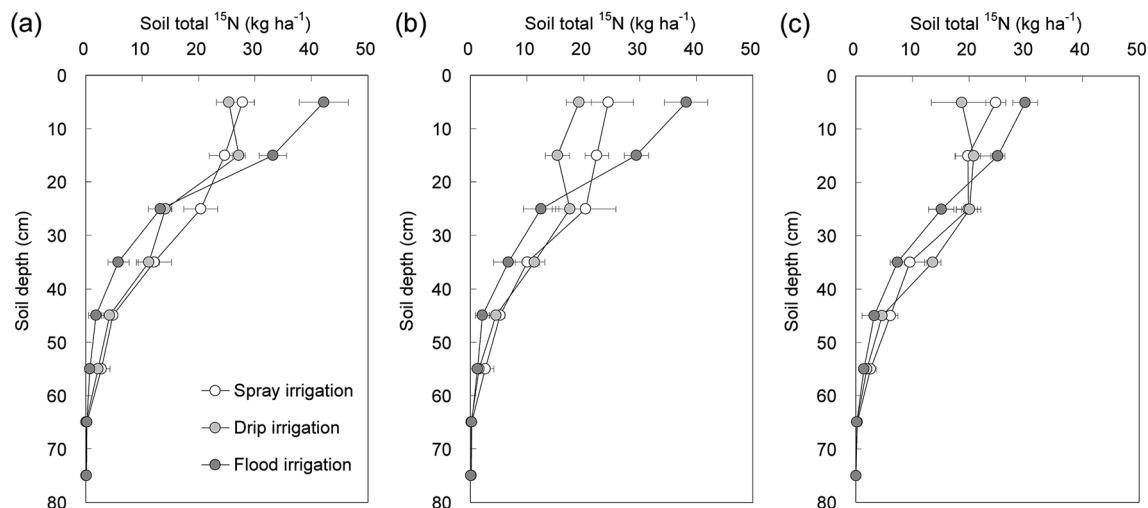 (a) Soil total ¹⁵N (kg ha⁻¹)
0 10 20 30 40 50
0
10
20
30
40
50
60
70
80
Soil depth (cm)
Spray irrigation
Drip irrigation
Flood irrigation
(b) Soil total ¹⁵N (kg ha⁻¹)
0 10 20 30 40 50
0
10
20
30
40
50
60
70
80
Soil depth (cm)
(c) Soil total ¹⁵N (kg ha⁻¹)
0 10 20 30 40 50
0
10
20
30
40
50
60
70
80
Soil depth (cm)